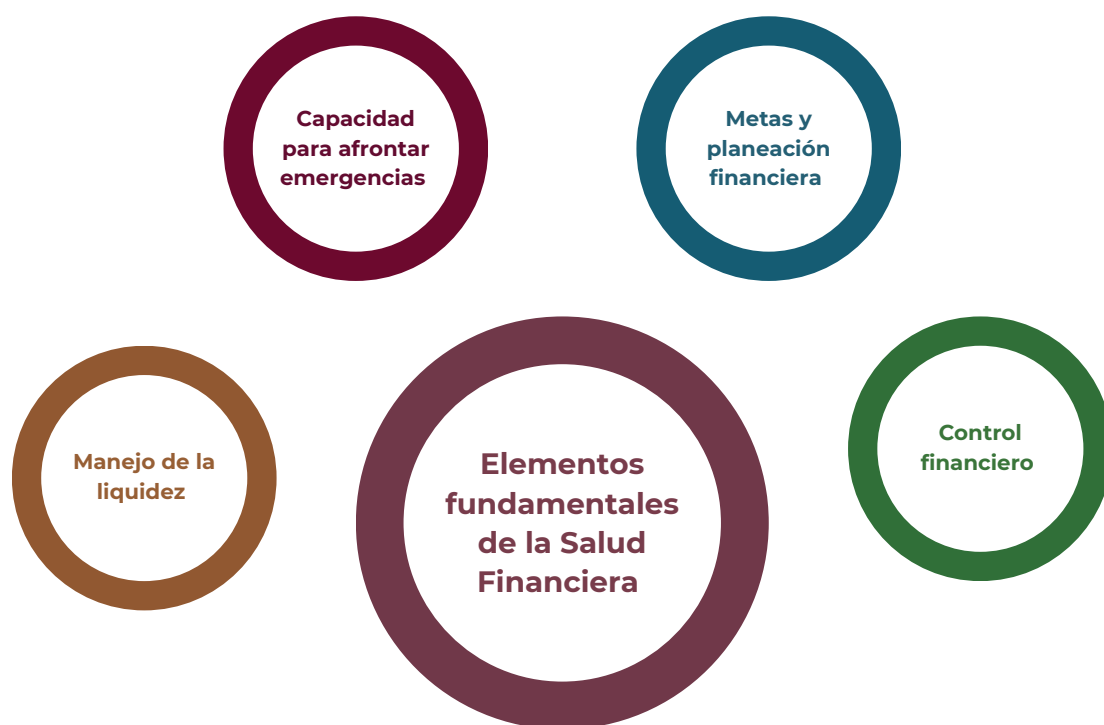 Capacidad
para afrontar
emergencias
Metas y
planeación
financiera
Manejo de la
liquidez
Elementos
fundamentales
de la Salud
Financiera
Control
financiero